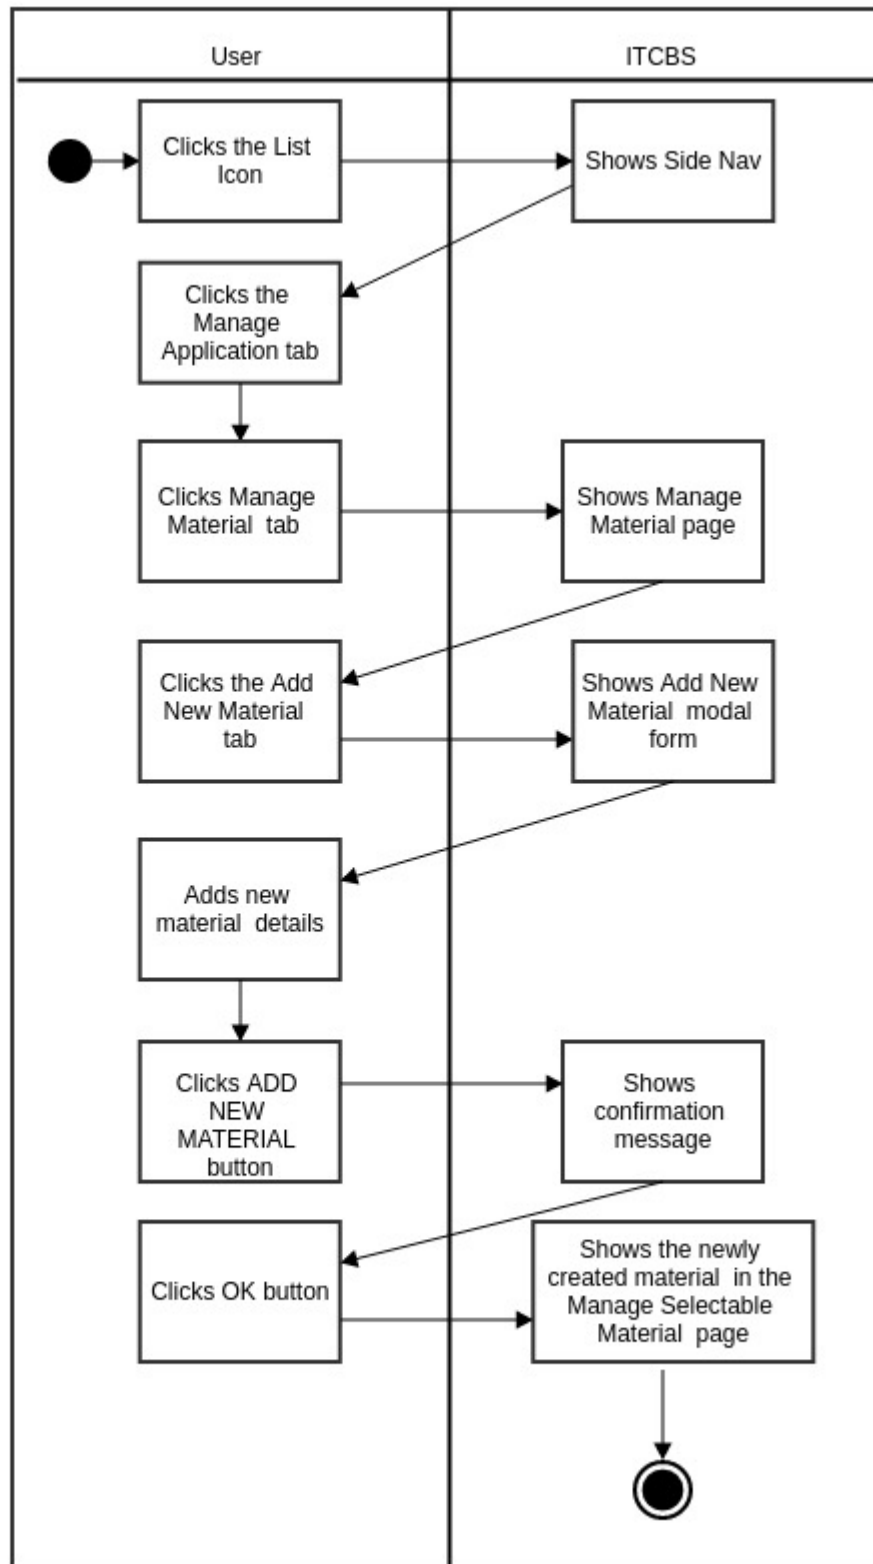 User
ITCBS
Clicks the List
Icon
Shows Side Nav
Clicks the
Manage
Application tab
Clicks Manage
Material tab
Shows Manage
Material page
Clicks the Add
New Material
tab
Shows Add New
Material modal
form
Adds new
material details
Clicks ADD
NEW
MATERIAL
button
Shows
confirmation
message
Clicks OK button
Shows the newly
created material in the
Manage Selectable
Material page